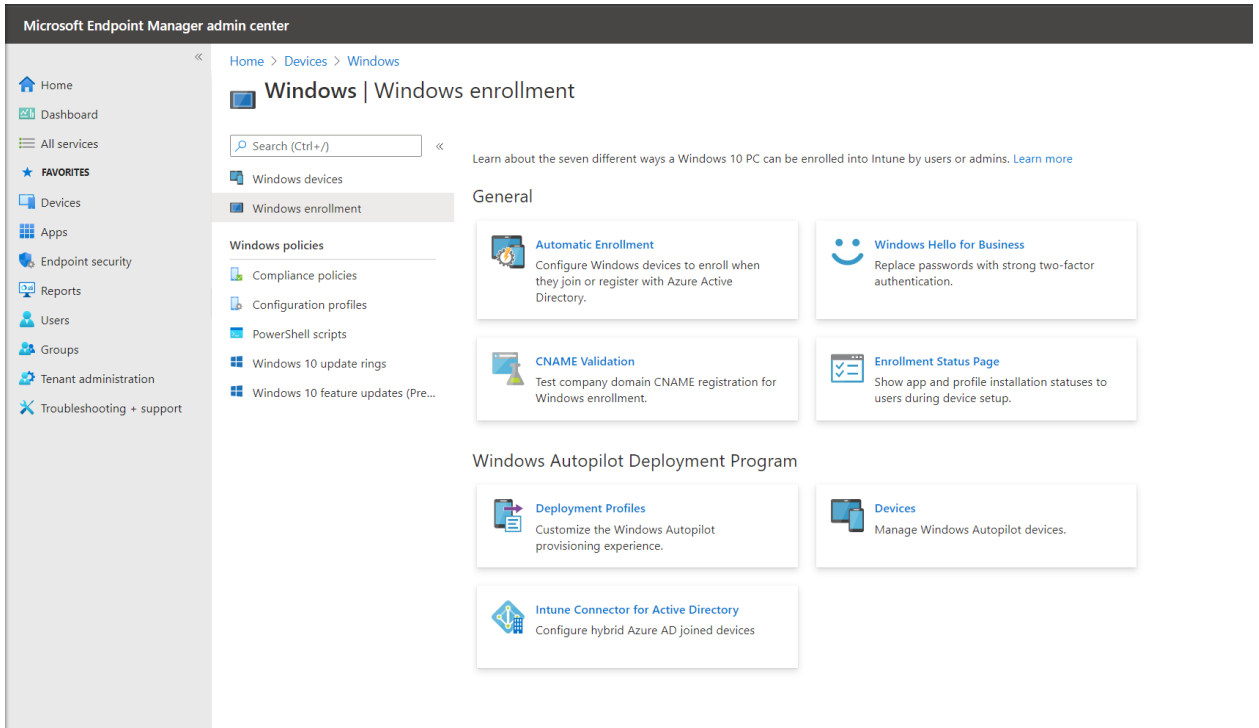 Microsoft Endpoint Manager admin center
«
Home
Dashboard
All services
FAVORITES
Devices
Apps
Endpoint security
Reports
Users
Groups
Tenant administration
Troubleshooting + support
Home > Devices > Windows
Windows | Windows enrollment
Search (Ctrl+/)
«
Windows devices
Windows enrollment
Windows policies
Compliance policies
Configuration profiles
PowerShell scripts
Windows 10 update rings
Windows 10 feature updates (Pre...
Learn about the seven different ways a Windows 10 PC can be enrolled into Intune by users or admins. Learn more
General
Automatic Enrollment
Configure Windows devices to enroll when
they join or register with Azure Active
Directory.
Windows Hello for Business
Replace passwords with strong two-factor
authentication.
CNAME Validation
Test company domain CNAME registration for
Windows enrollment.
Enrollment Status Page
Show app and profile installation statuses to
users during device setup.
Windows Autopilot Deployment Program
Deployment Profiles
Customize the Windows Autopilot
provisioning experience.
Devices
Manage Windows Autopilot devices.
Intune Connector for Active Directory
Configure hybrid Azure AD joined devices